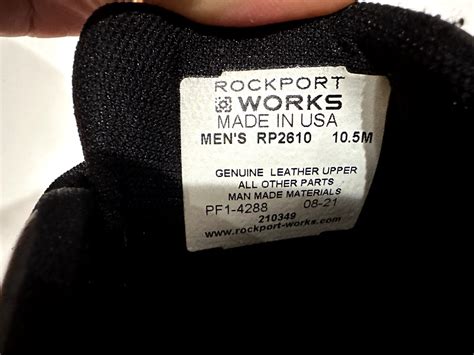 ROCKPORT
WORKS
MADE IN USA
MEN'S RP2610 10.5M
GENUINE LEATHER UPPER
ALL OTHER PARTS
MAN MADE MATERIALS
PF1-4288 08-21
210349
www.rockport-works.com